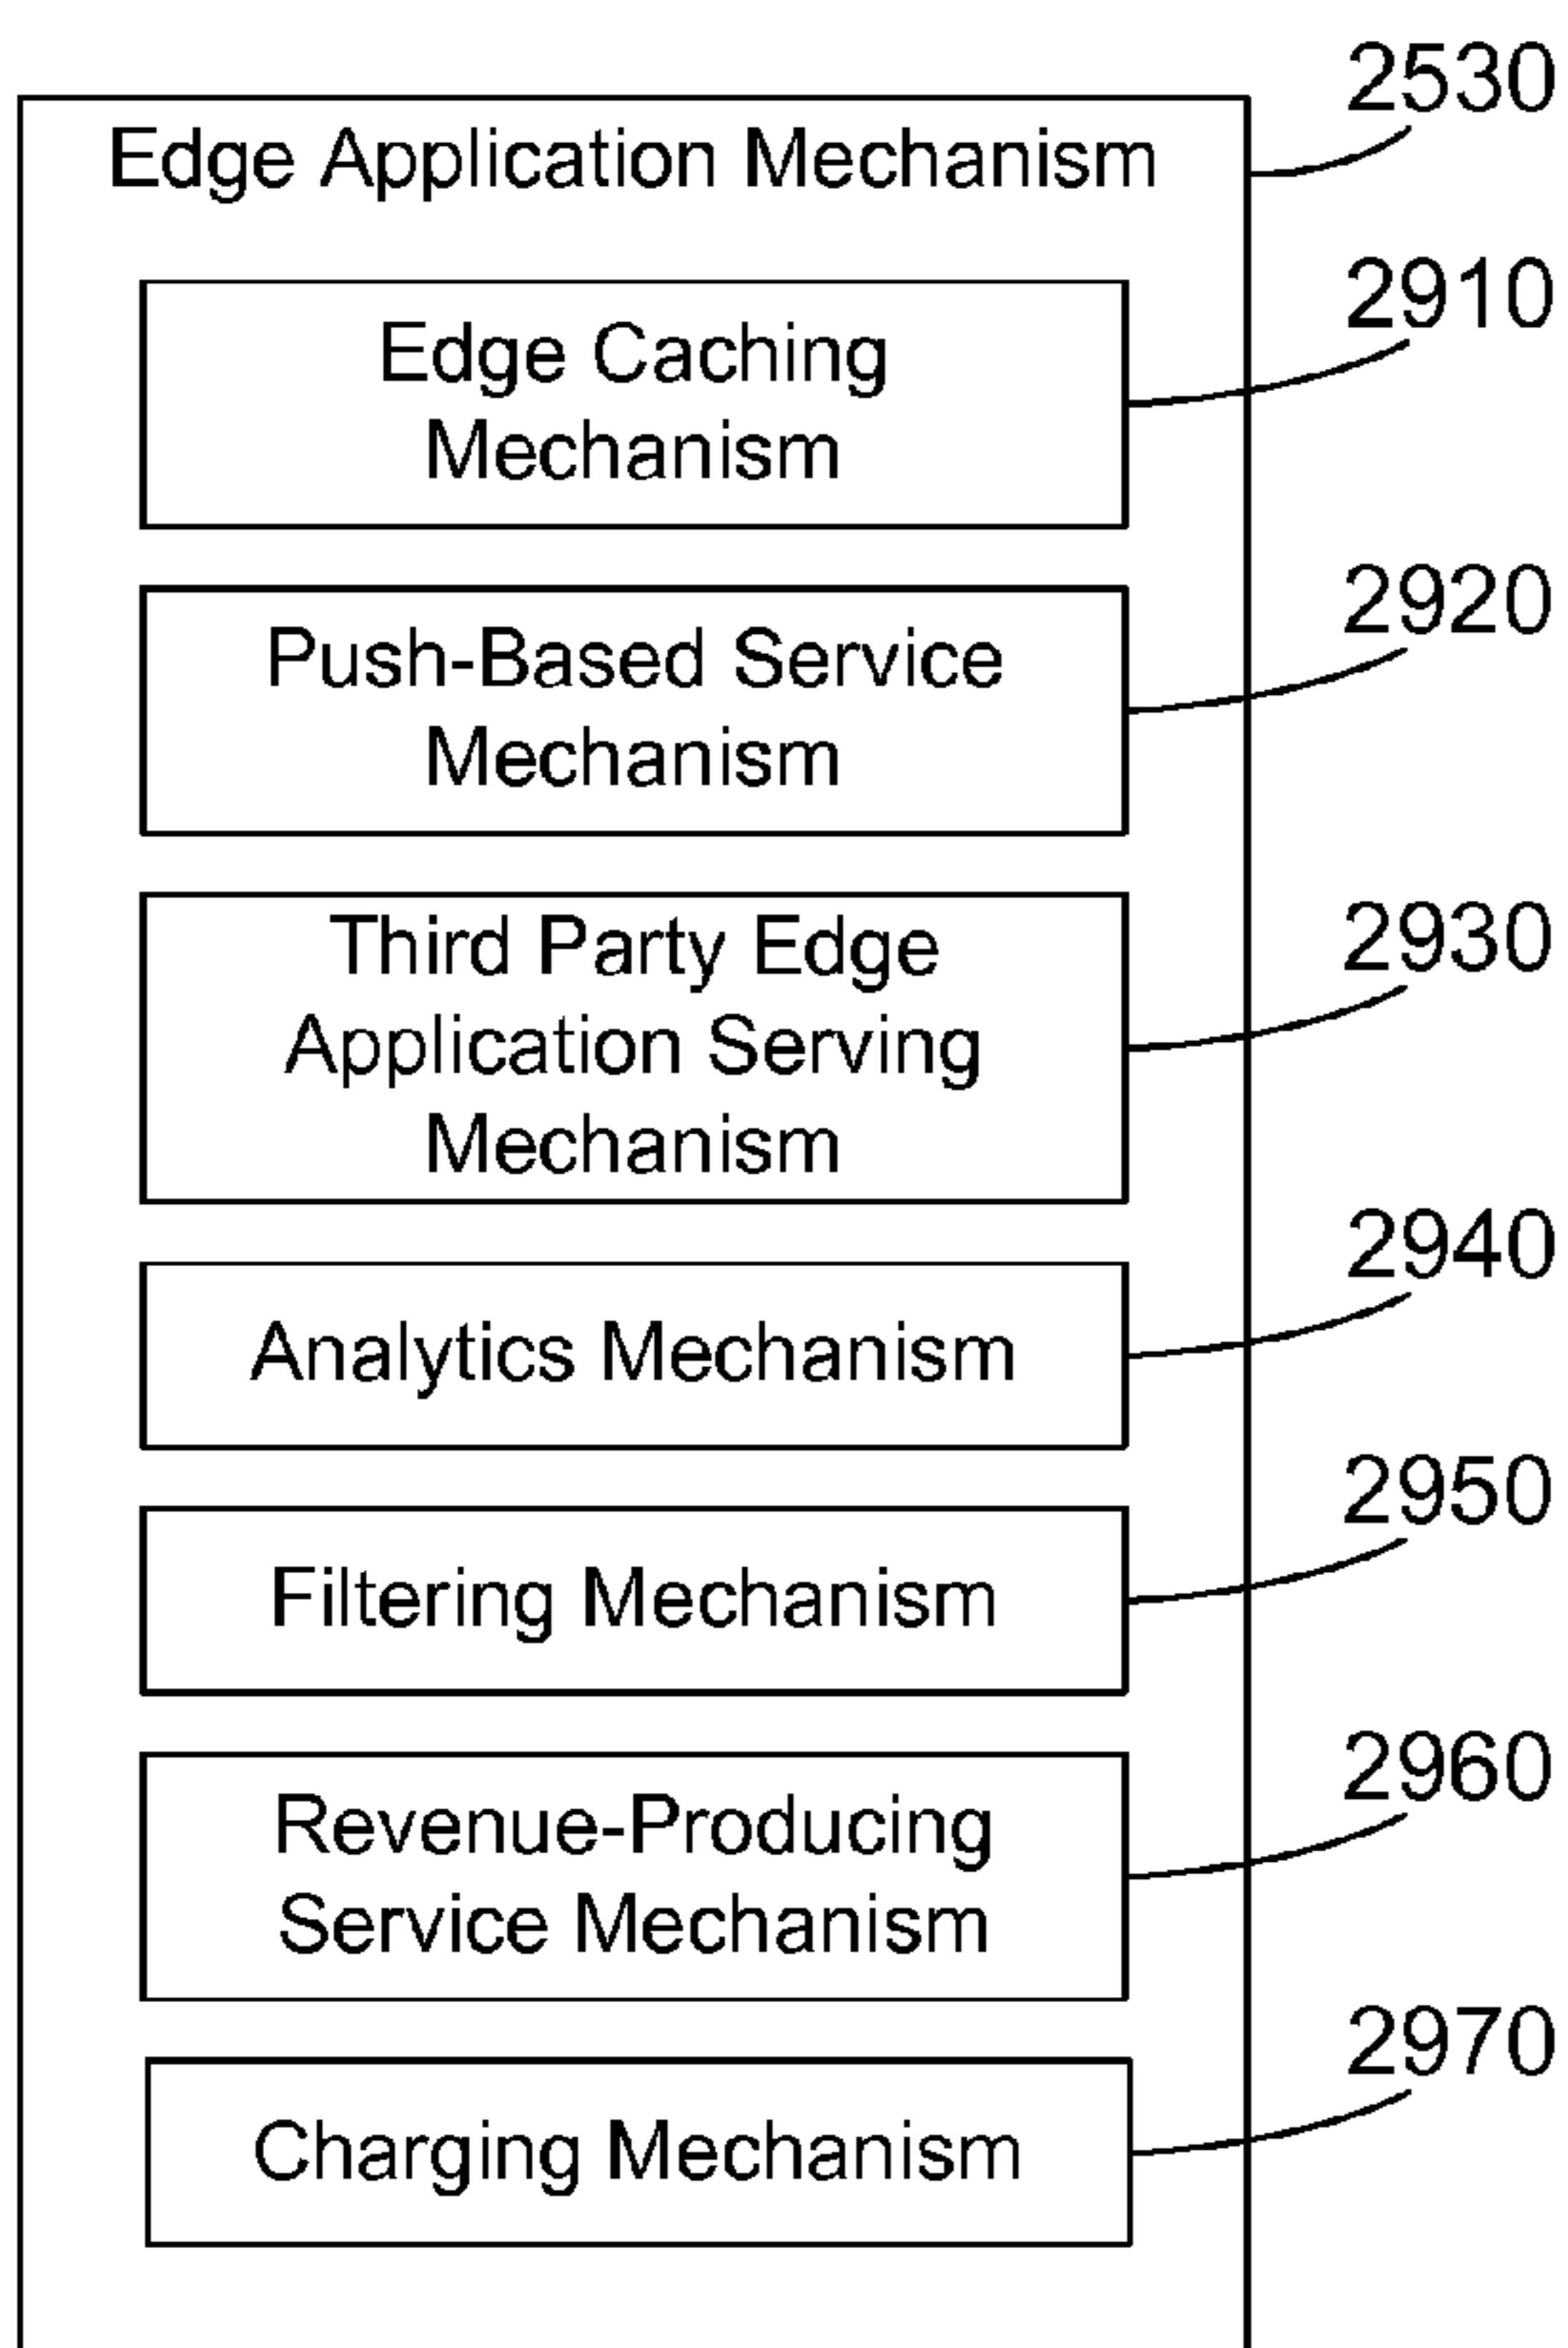 2530
Edge Application Mechanism
2910
Edge Caching
Mechanism
2920
Push-Based Service
Mechanism
2930
Third Party Edge
Application Serving
Mechanism
2940
Analytics Mechanism
2950
Filtering Mechanism
2960
Revenue-Producing
Service Mechanism
2970
Charging Mechanism